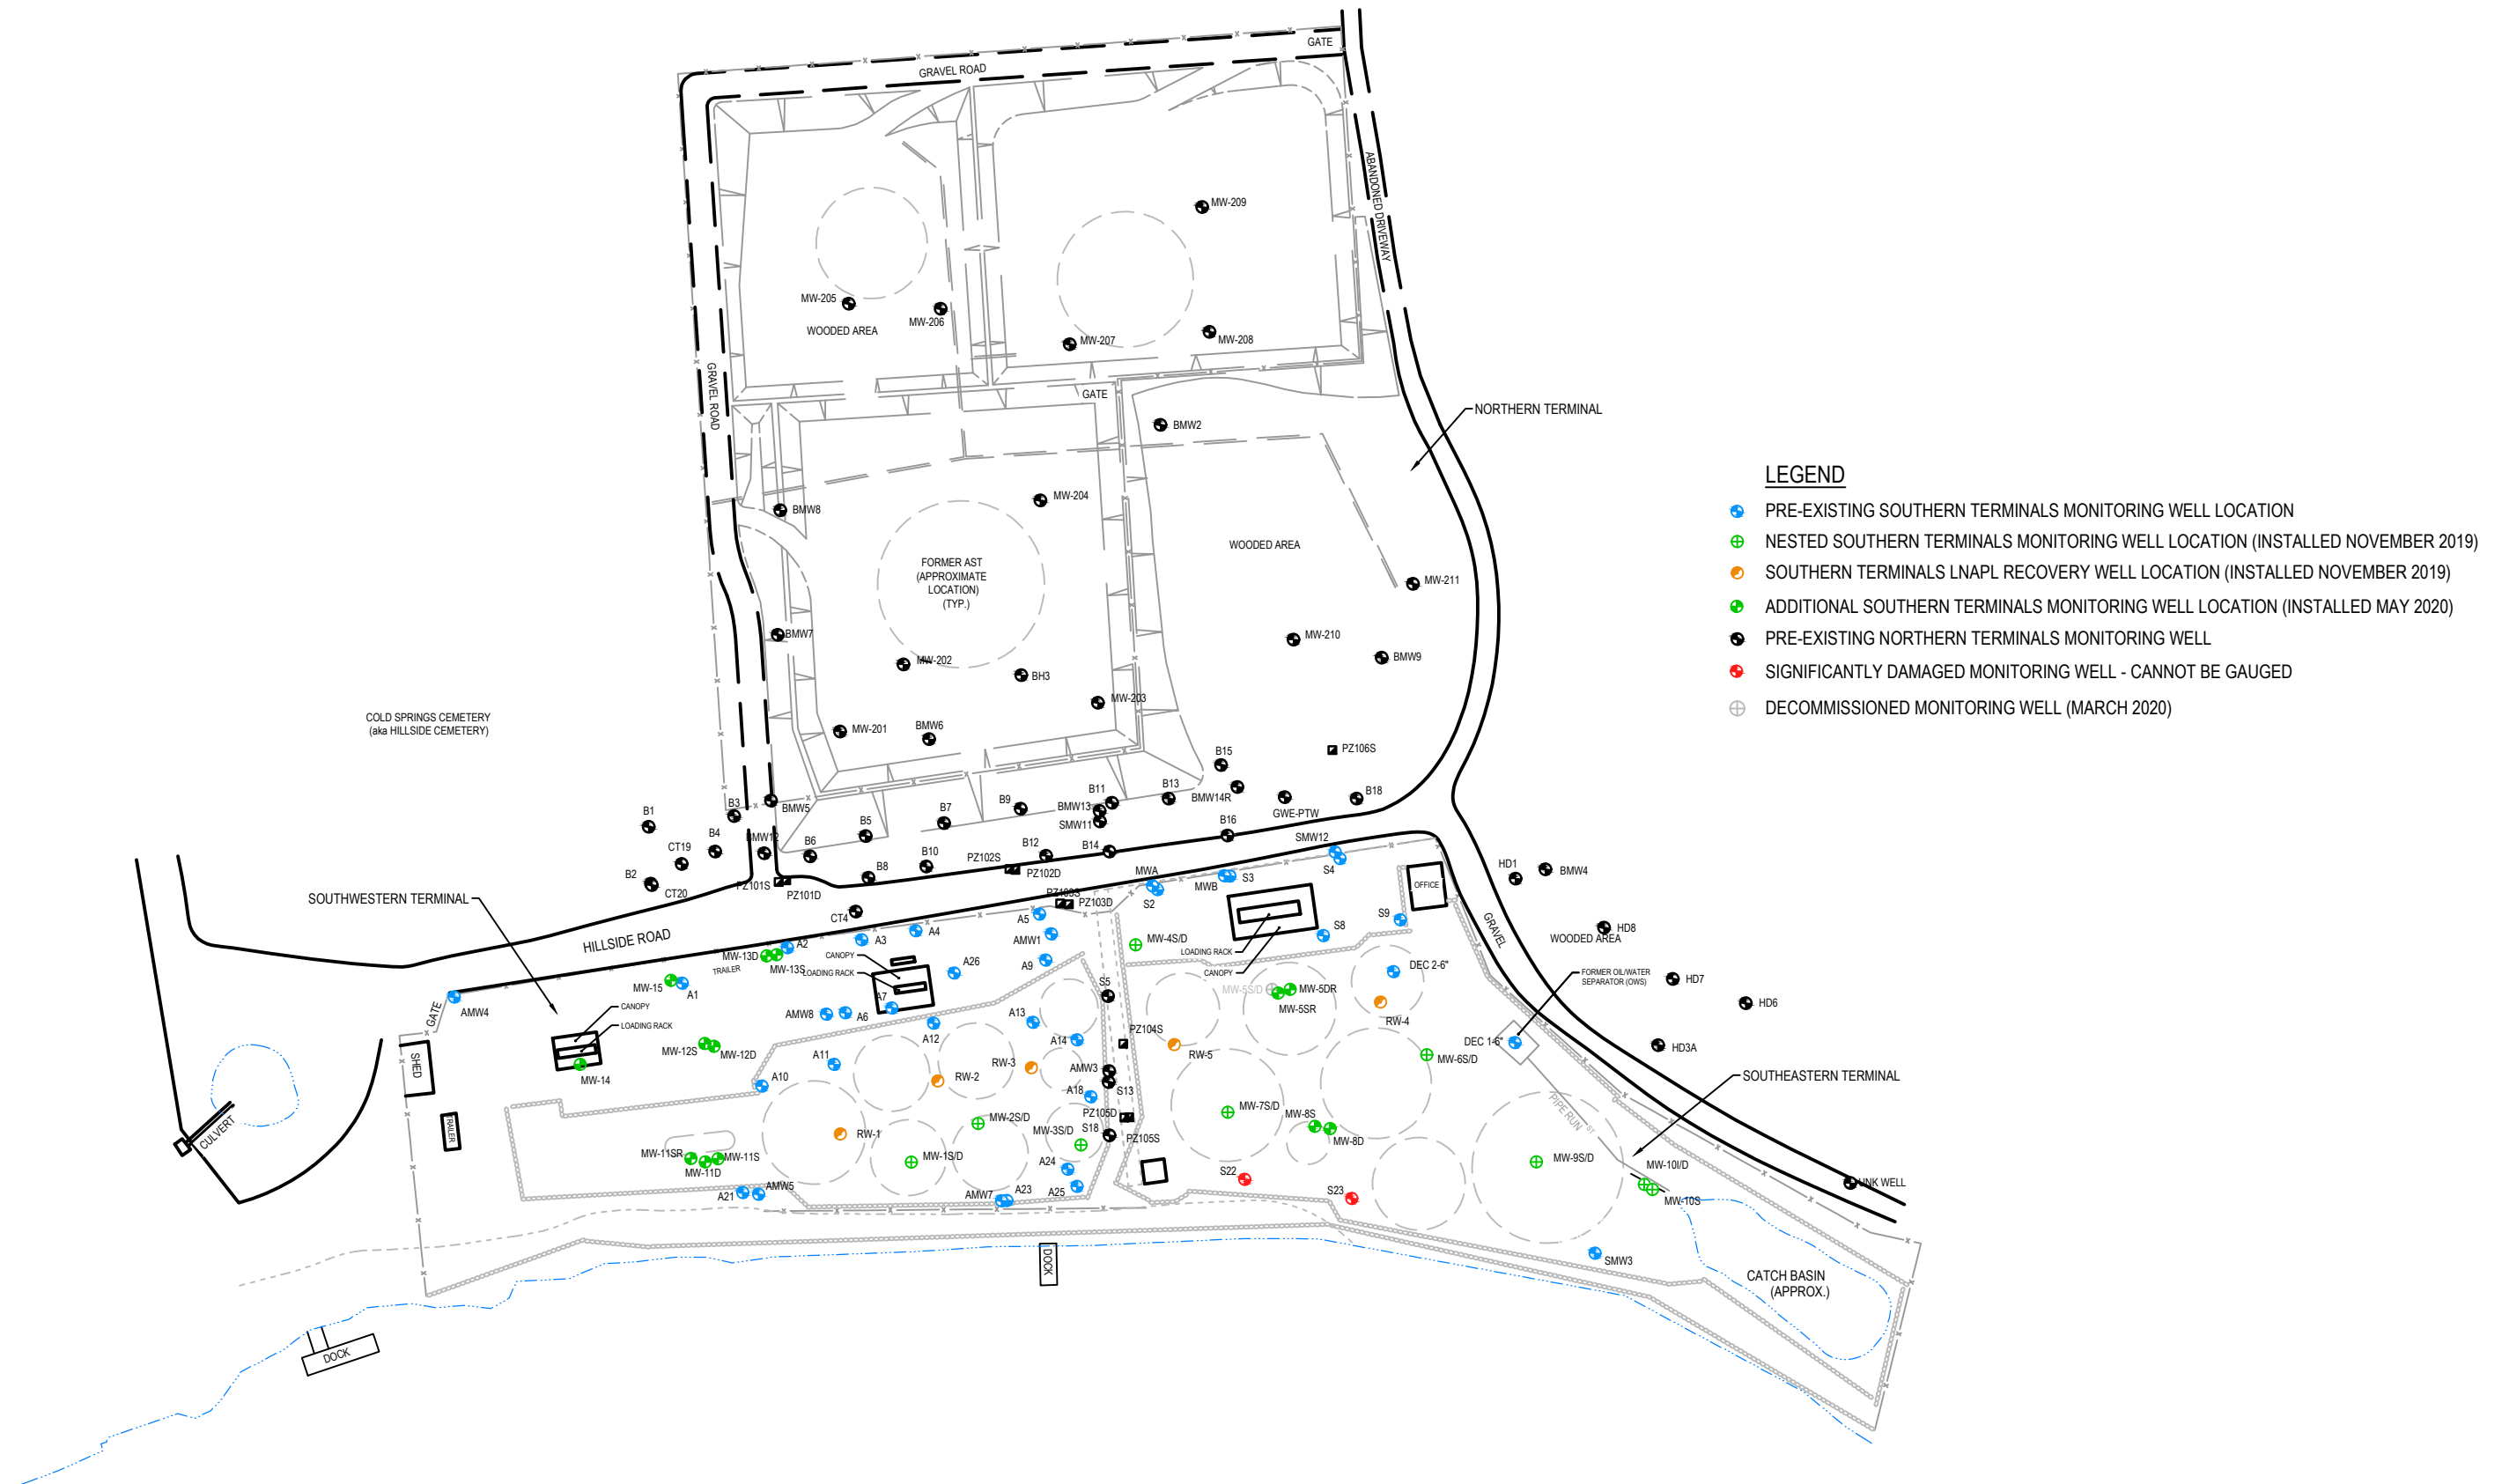 GATE
GRAVEL ROAD
ABANDONED DRIVEWAY
MW-209
MW-205
MW-206
WOODED AREA
MW-207
MW-208
GRAVEL ROAD
GATE
NORTHERN TERMINAL
BMW2
LEGEND
PRE-EXISTING SOUTHERN TERMINALS MONITORING WELL LOCATION
NESTED SOUTHERN TERMINALS MONITORING WELL LOCATION (INSTALLED NOVEMBER 2019)
SOUTHERN TERMINALS LNAPL RECOVERY WELL LOCATION (INSTALLED NOVEMBER 2019)
ADDITIONAL SOUTHERN TERMINALS MONITORING WELL LOCATION (INSTALLED MAY 2020)
PRE-EXISTING NORTHERN TERMINALS MONITORING WELL
SIGNIFICANTLY DAMAGED MONITORING WELL - CANNOT BE GAUGED
DECOMMISSIONED MONITORING WELL (MARCH 2020)
MW-204
BMW8
WOODED AREA
FORMER AST
(APPROXIMATE
LOCATION)
(TYP.)
MW-211
BMW7
MW-210
MW-202
BMW9
BH3
MW-203
COLD SPRINGS CEMETERY
(aka HILLSIDE CEMETERY)
MW-201
BMW6
PZ106S
B15
B1
B3
BMW5
B7
B9
B11
BMW13
B13
BMW14R
B18
GWE-PTW
SMW11
B4
BMW12
B6
B5
B16
SMW12
CT19
B10
B12
B14
B8
PZ102S
PZ102D
S4
HD1
BMW4
B2
CT20
PZ101S
PZ101D
MWA
MWB
S3
OFFICE
SOUTHWESTERN TERMINAL
CT4
PZ103S
PZ103D
S2
A5
S9
GRAVEL
HD8
WOODED AREA
HILLSIDE ROAD
A2
A3
A4
AMW1
MW-4S/D
S8
MW-13D
MW-13S
CANOPY
LOADING RACK
A9
LOADING RACK
CANOPY
TRAILER
A26
DEC 2-6"
FORMER OIL/WATER
SEPARATOR (OWS)
HD7
MW-15
A1
S5
MW-5S/D
MW-5DR
MW-5SR
HD6
AMW4
GATE
CANOPY
LOADING RACK
AMW8
A6
A7
A12
A13
RW-4
PZ104S
RW-5
DEC 1-6"
HD3A
A14
SHED
MW-12S
MW-12D
A11
RW-3
AMW3
MW-6S/D
MW-14
A10
RW-2
A18
S13
SOUTHEASTERN TERMINAL
CULVERT
TRAILER
RW-1
MW-2S/D
MW-3S/D
PZ105D
S18
PZ105S
MW-7S/D
MW-8S
MW-8D
PIPE RUN
ST
MW-11SR
MW-11S
MW-11D
MW-1S/D
A24
S22
MW-9S/D
MW-10I/D
MW-10S
UNK WELL
A21
AMW5
AMW7
A23
A25
S23
DOCK
SMW3
CATCH BASIN
(APPROX.)
DOCK